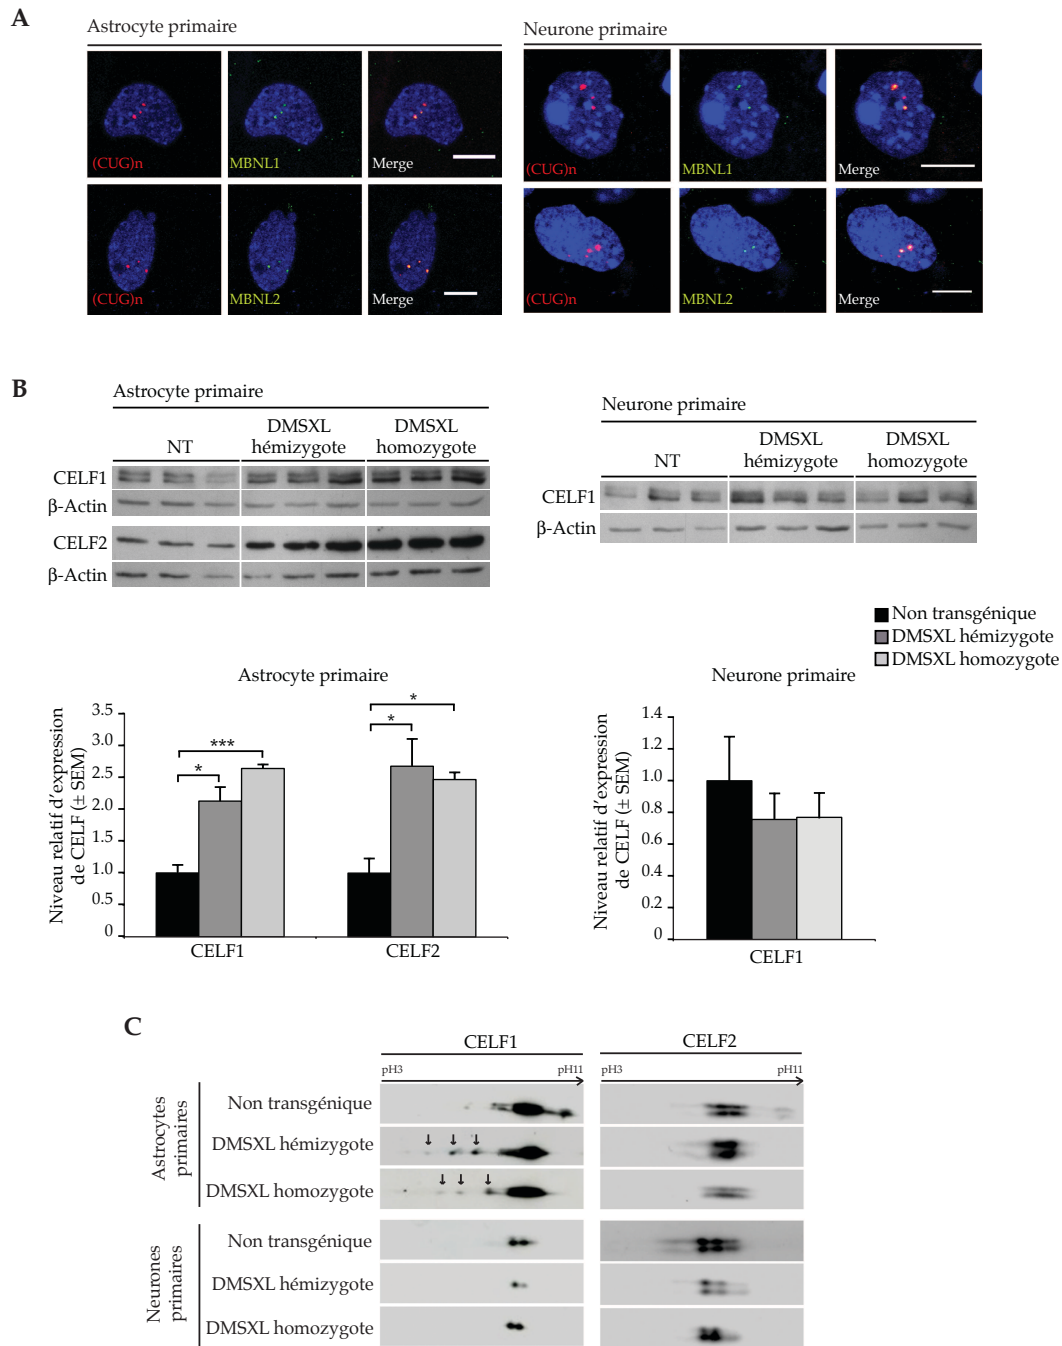 A
Astrocyte primaire
Neurone primaire
(CUG)n
MBNL1
Merge
(CUG)n
MBNL1
Merge
(CUG)n
MBNL2
Merge
(CUG)n
MBNL2
Merge
B
Astrocyte primaire
NT
DMSXL
hémizygote
DMSXL
homozygote
CELF1
β-Actin
CELF2
β-Actin
Neurone primaire
NT
DMSXL
hémizygote
DMSXL
homozygote
CELF1
β-Actin
Non transgénique
DMSXL hémizygote
DMSXL homozygote
Astrocyte primaire
Niveau relatif d'expression
de CELF (± SEM)
3.5
3.0
2.5
2.0
1.5
1.0
0.5
0
*
***
*
*
CELF1
CELF2
Neurone primaire
Niveau relatif d'expression
de CELF (± SEM)
1.4
1.2
1.0
0.8
0.6
0.4
0.2
0
CELF1
C
CELF1
CELF2
pH3
pH11
pH3
pH11
Astrocytes
primaires
Non transgénique
DMSXL hémizygote
DMSXL homozygote
Neurones
primaires
Non transgénique
DMSXL hémizygote
DMSXL homozygote